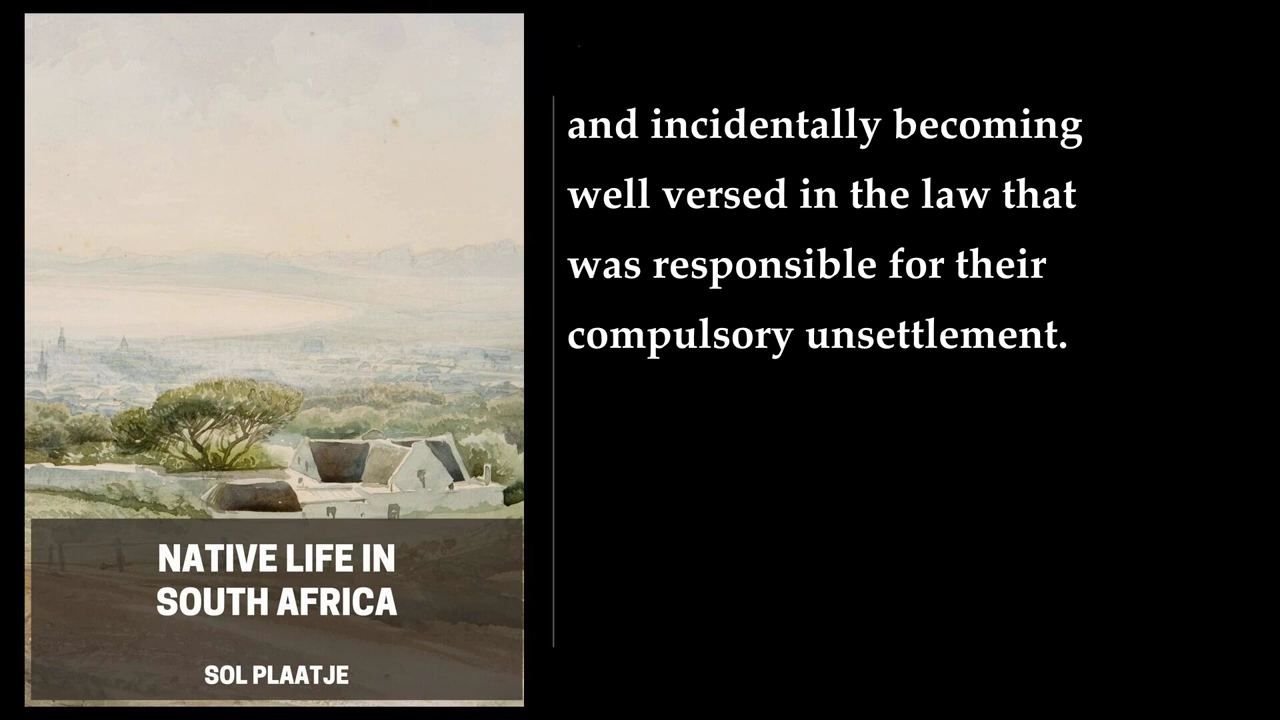 and incidentally becoming
well versed in the law that
was responsible for their
compulsory unsettlement.
NATIVE LIFE IN
SOUTH AFRICA
SOL PLAATJE